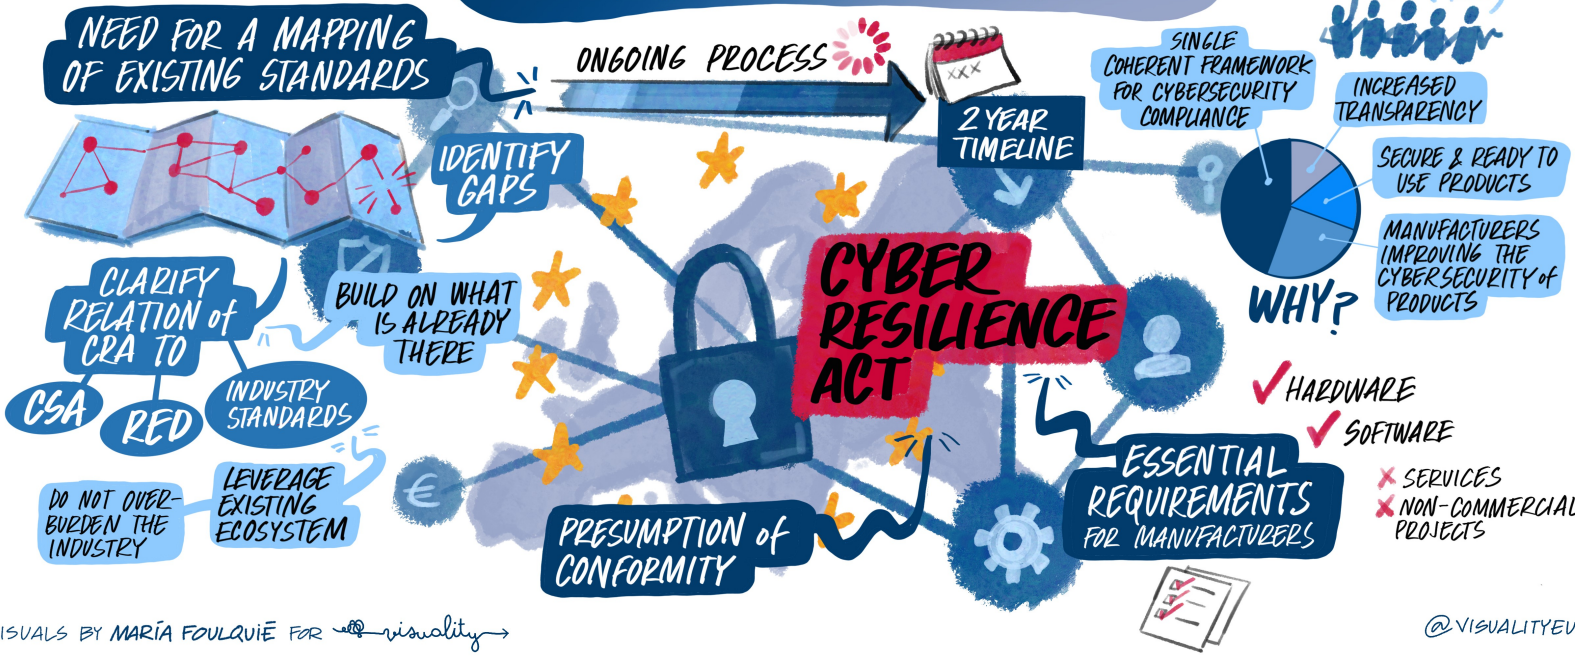 NEED FOR A MAPPING
OF EXISTING STANDARDS
IDENTIFY
GAPS
ONGOING PROCESS
XXX
2 YEAR
TIMELINE
SINGLE
COHERENT FRAMEWORK
FOR CYBERSECURITY
COMPLIANCE
INCREASED
TRANSPARENCY
SECURE & READY TO
USE PRODUCTS
MANUFACTURERS
IMPROVING THE
CYBERSECURITY of
PRODUCTS
WHY?
CLARIFY
RELATION of
CRA TO
CSA
RED
INDUSTRY
STANDARDS
BUILD ON WHAT
IS ALREADY
THERE
LEVERAGE
EXISTING
ECOSYSTEM
DO NOT OVER-
BURDEN THE
INDUSTRY
€
CYBER
RESILIENCE
ACT
PRESUMPTION of
CONFORMITY
ESSENTIAL
REQUIREMENTS
FOR MANUFACTURERS
HARDWARE
SOFTWARE
SERVICES
NON-COMMERCIAL
PROJECTS
ISUALS BY MARÍA FOULQUIÉ FOR visuality
@VISUALITYEU